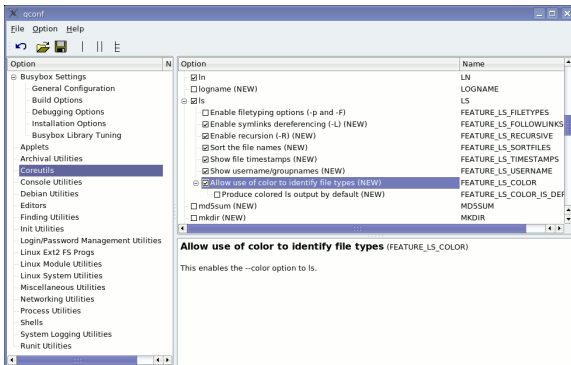 qconf
File Option Help
Option N
Busybox Settings
General Configuration
Build Options
Debugging Options
Installation Options
Busybox Library Tuning
Applets
Archival Utilities
Coreutils
Console Utilities
Debian Utilities
Editors
Finding Utilities
Init Utilities
Login/Password Management Utilities
Linux Ext2 FS Progs
Linux Module Utilities
Linux System Utilities
Miscellaneous Utilities
Networking Utilities
Process Utilities
Shells
System Logging Utilities
Runit Utilities
Option Name
ln LN
logname (NEW) LOGNAME
ls LS
Enable filetyping options (-p and -F) FEATURE_LS_FILETYPES
Enable symlinks dereferencing (-L) (NEW) FEATURE_LS_FOLLOWLINKS
Enable recursion (-R) (NEW) FEATURE_LS_RECURSIVE
Sort the file names (NEW) FEATURE_LS_SORTFILES
Show file timestamps (NEW) FEATURE_LS_TIMESTAMPS
Show username/groupnames (NEW) FEATURE_LS_USERNAME
Allow use of color to identify file types (NEW) FEATURE_LS_COLOR
Produce colored ls output by default (NEW) FEATURE_LS_COLOR_IS_DEF
md5sum (NEW) MD5SUM
mkdir (NEW) MKDIR
Allow use of color to identify file types (FEATURE_LS_COLOR)
This enables the --color option to ls.